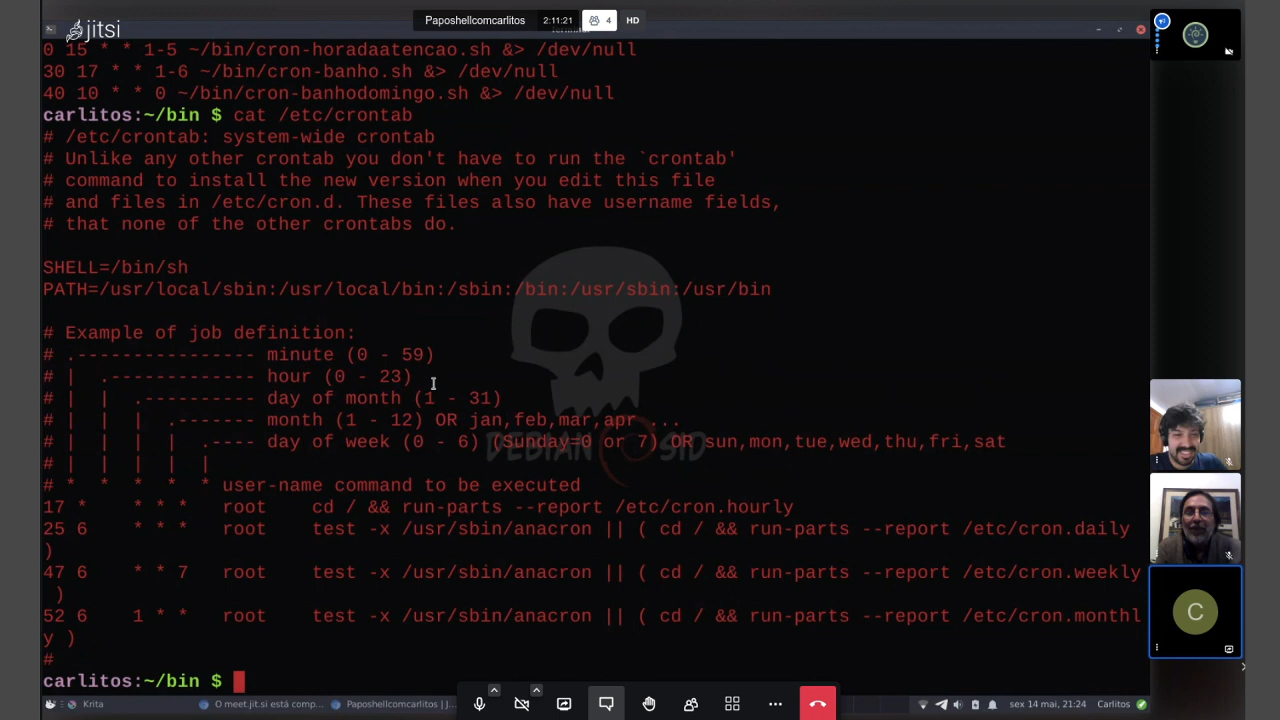 jitsi
Paposhellcomcarlitos 2:11:21 4 HD
0 15 * * 1-5 ~/bin/cron-horadaatencao.sh &> /dev/null
30 17 * * 1-6 ~/bin/cron-banho.sh &> /dev/null
40 10 * * 0 ~/bin/cron-banhodomingo.sh &> /dev/null
carlitos:~/bin $ cat /etc/crontab
# /etc/crontab: system-wide crontab
# Unlike any other crontab you don't have to run the `crontab'
# command to install the new version when you edit this file
# and files in /etc/cron.d. These files also have username fields,
# that none of the other crontabs do.
SHELL=/bin/sh
PATH=/usr/local/sbin:/usr/local/bin:/sbin:/bin:/usr/sbin:/usr/bin
# Example of job definition:
# .---------------- minute (0 - 59)
# | .------------- hour (0 - 23)
# | | .---------- day of month (1 - 31)
# | | | .------- month (1 - 12) OR jan,feb,mar,apr ...
# | | | | .---- day of week (0 - 6) (Sunday=0 or 7) OR sun,mon,tue,wed,thu,fri,sat
DEBIAN SID
# | | | | |
# * * * * * user-name command to be executed
17 * * * * root cd / && run-parts --report /etc/cron.hourly
25 6 * * * root test -x /usr/sbin/anacron || ( cd / && run-parts --report /etc/cron.daily
)
47 6 * * 7 root test -x /usr/sbin/anacron || ( cd / && run-parts --report /etc/cron.weekly
)
52 6 1 * * root test -x /usr/sbin/anacron || ( cd / && run-parts --report /etc/cron.monthl
y )
#
carlitos:~/bin $
C
Krita
O meet.jit.si está comp...
Paposhellcomcarlitos | J...
sex 14 mai, 21:24
Carlitos